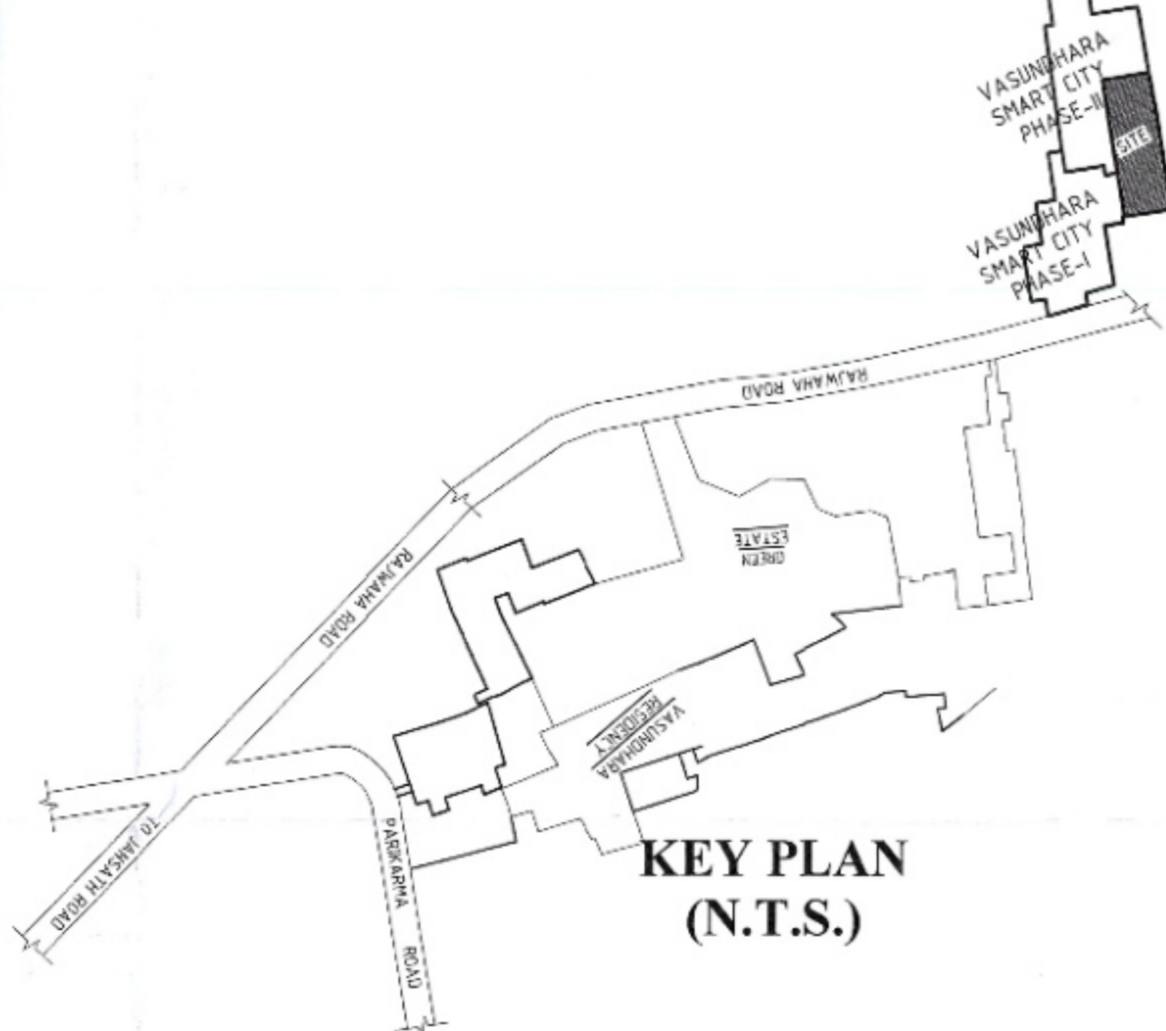 VASUNDHARA
SMART CITY
PHASE-II
SITE
VASUNDHARA
SMART CITY
PHASE-I
RAJWAHA ROAD
GREEN
ESTATE
RAJWAHA ROAD
VASUNDHARA
RESIDENCY
TO JANSATH ROAD
PARIKARMA ROAD
KEY PLAN
(N.T.S.)